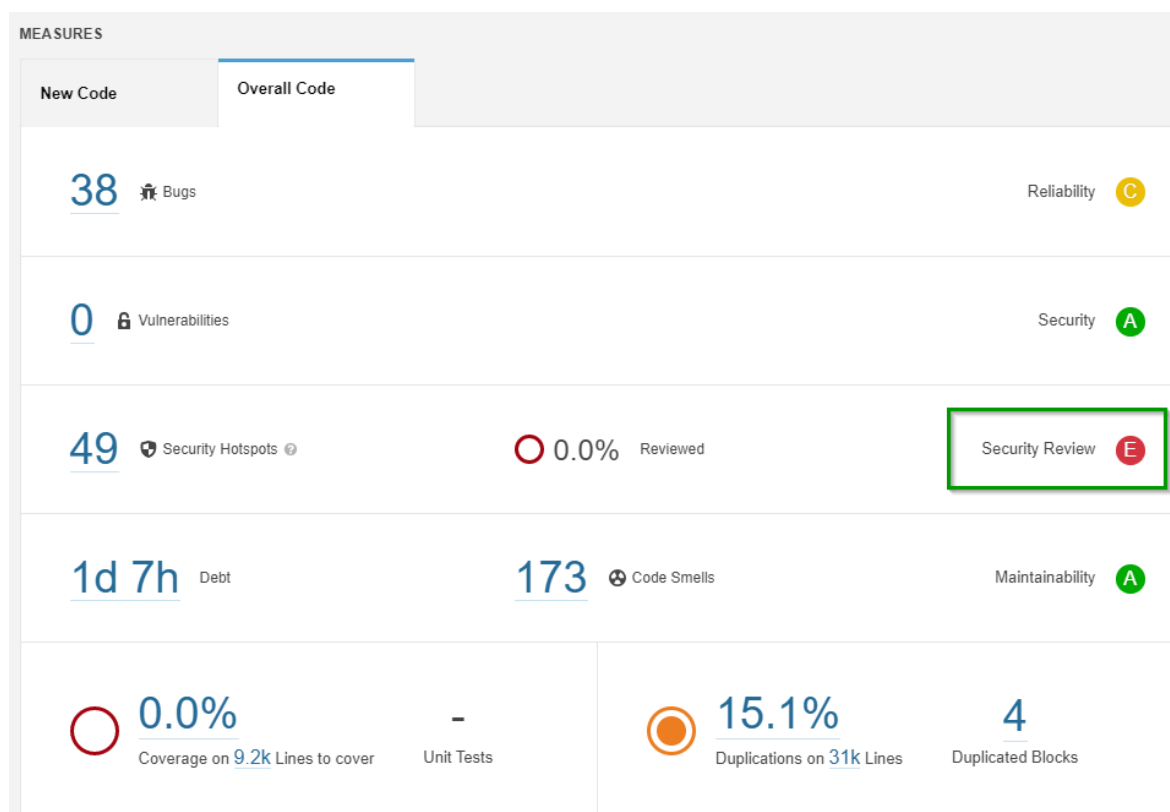 MEASURES
New Code
Overall Code
38 Bugs
Reliability C
0 Vulnerabilities
Security A
49 Security Hotspots ?
0.0% Reviewed
Security Review E
1d 7h Debt
173 Code Smells
Maintainability A
0.0%
Coverage on 9.2k Lines to cover
-
Unit Tests
15.1%
Duplications on 31k Lines
4
Duplicated Blocks